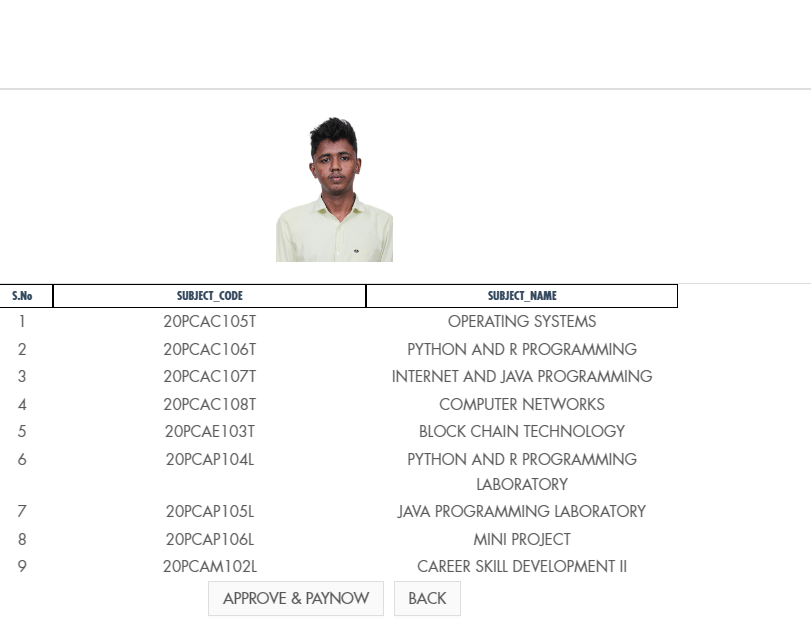 S.No SUBJECT_CODE SUBJECT_NAME
1 20PCAC105T OPERATING SYSTEMS
2 20PCAC106T PYTHON AND R PROGRAMMING
3 20PCAC107T INTERNET AND JAVA PROGRAMMING
4 20PCAC108T COMPUTER NETWORKS
5 20PCAE103T BLOCK CHAIN TECHNOLOGY
6 20PCAP104L PYTHON AND R PROGRAMMING
LABORATORY
7 20PCAP105L JAVA PROGRAMMING LABORATORY
8 20PCAP106L MINI PROJECT
9 20PCAM102L CAREER SKILL DEVELOPMENT II
APPROVE & PAYNOW BACK